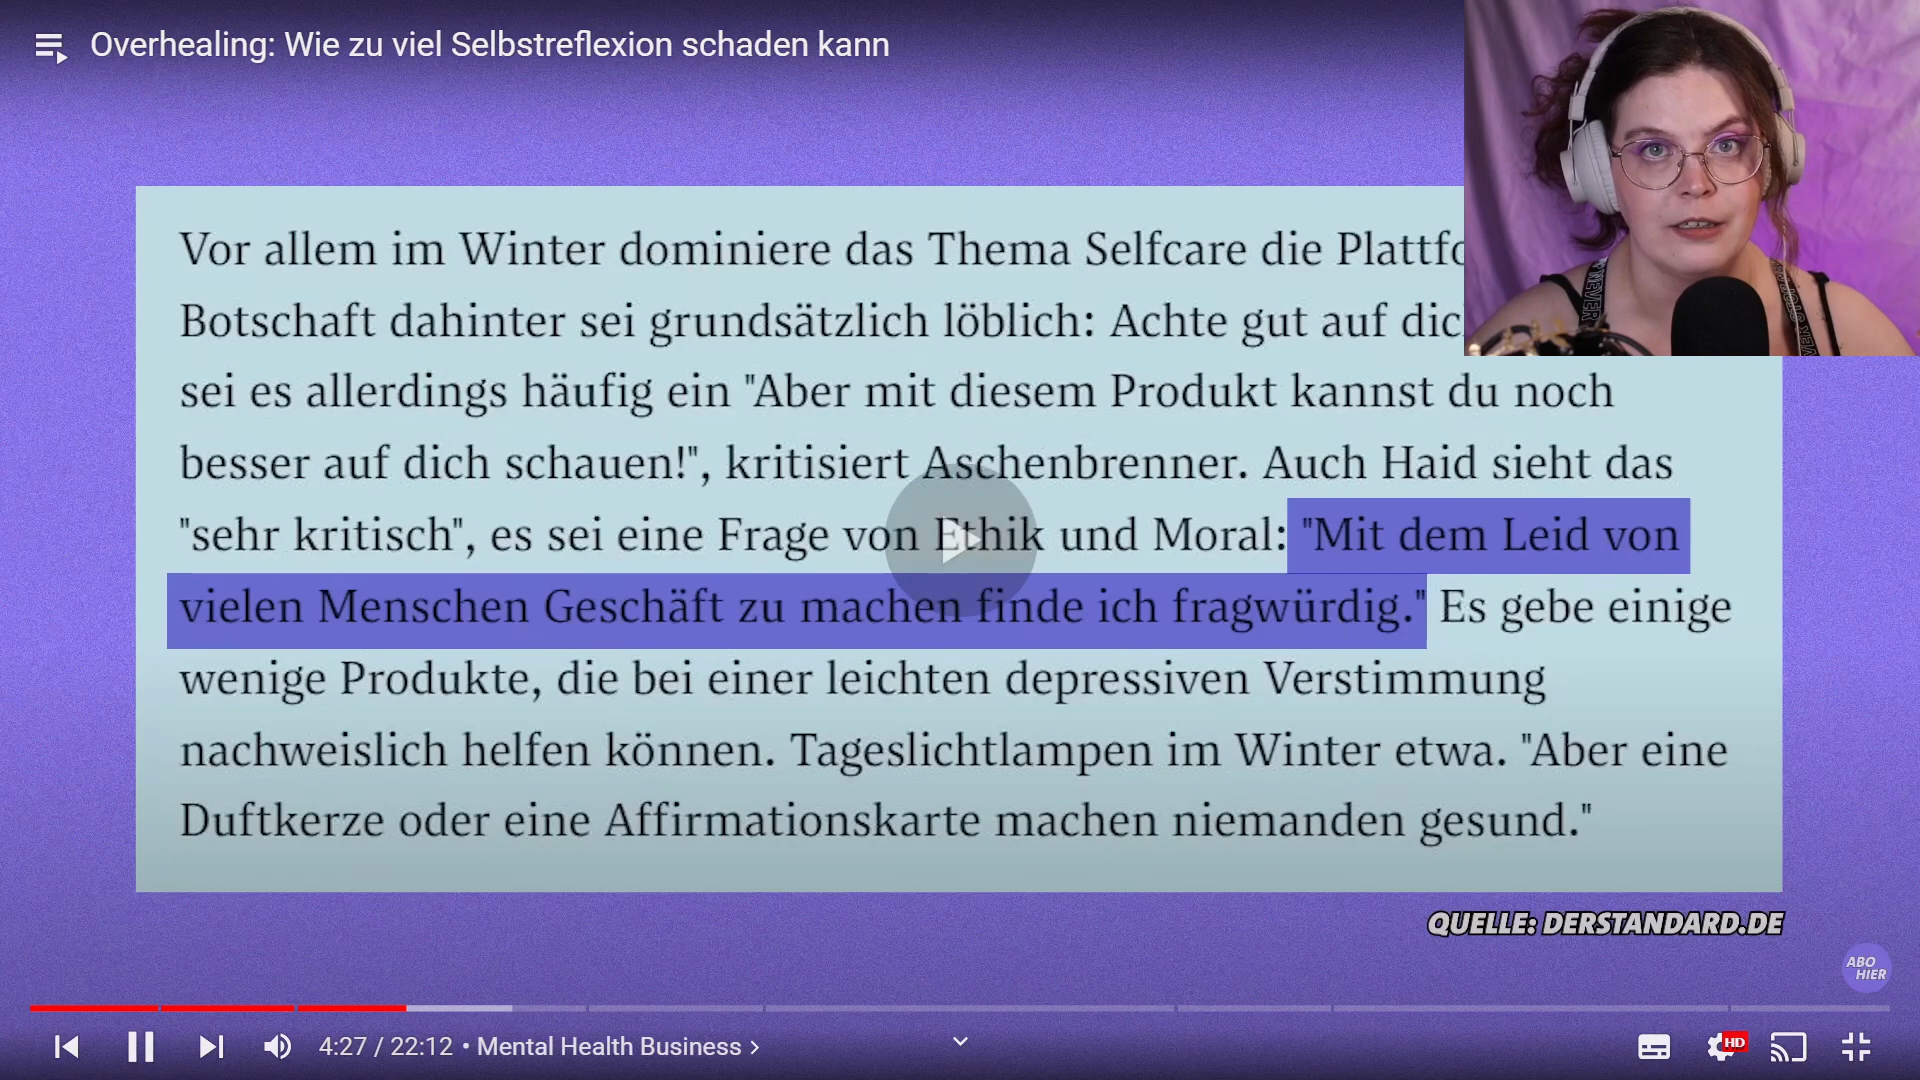 Overhealing: Wie zu viel Selbstreflexion schaden kann
Vor allem im Winter dominiere das Thema Selfcare die
Botschaft dahinter sei grundsätzlich löblich: Achte gut auf
sei es allerdings häufig ein "Aber mit diesem Produkt kannst du noch
besser auf dich schauen!", kritisiert Aschenbrenner. Auch Haid sieht das
"sehr kritisch", es sei eine Frage von Ethik und Moral: "Mit dem Leid von
vielen Menschen Geschäft zu machen finde ich fragwürdig." Es gebe einige
wenige Produkte, die bei einer leichten depressiven Verstimmung
nachweislich helfen können. Tageslichtlampen im Winter etwa. "Aber eine
Duftkerze oder eine Affirmationskarte machen niemanden gesund."
NEVER
QUELLE: DERSTANDARD.DE
ABO
HIER
4:27 / 22:12 • Mental Health Business
HD